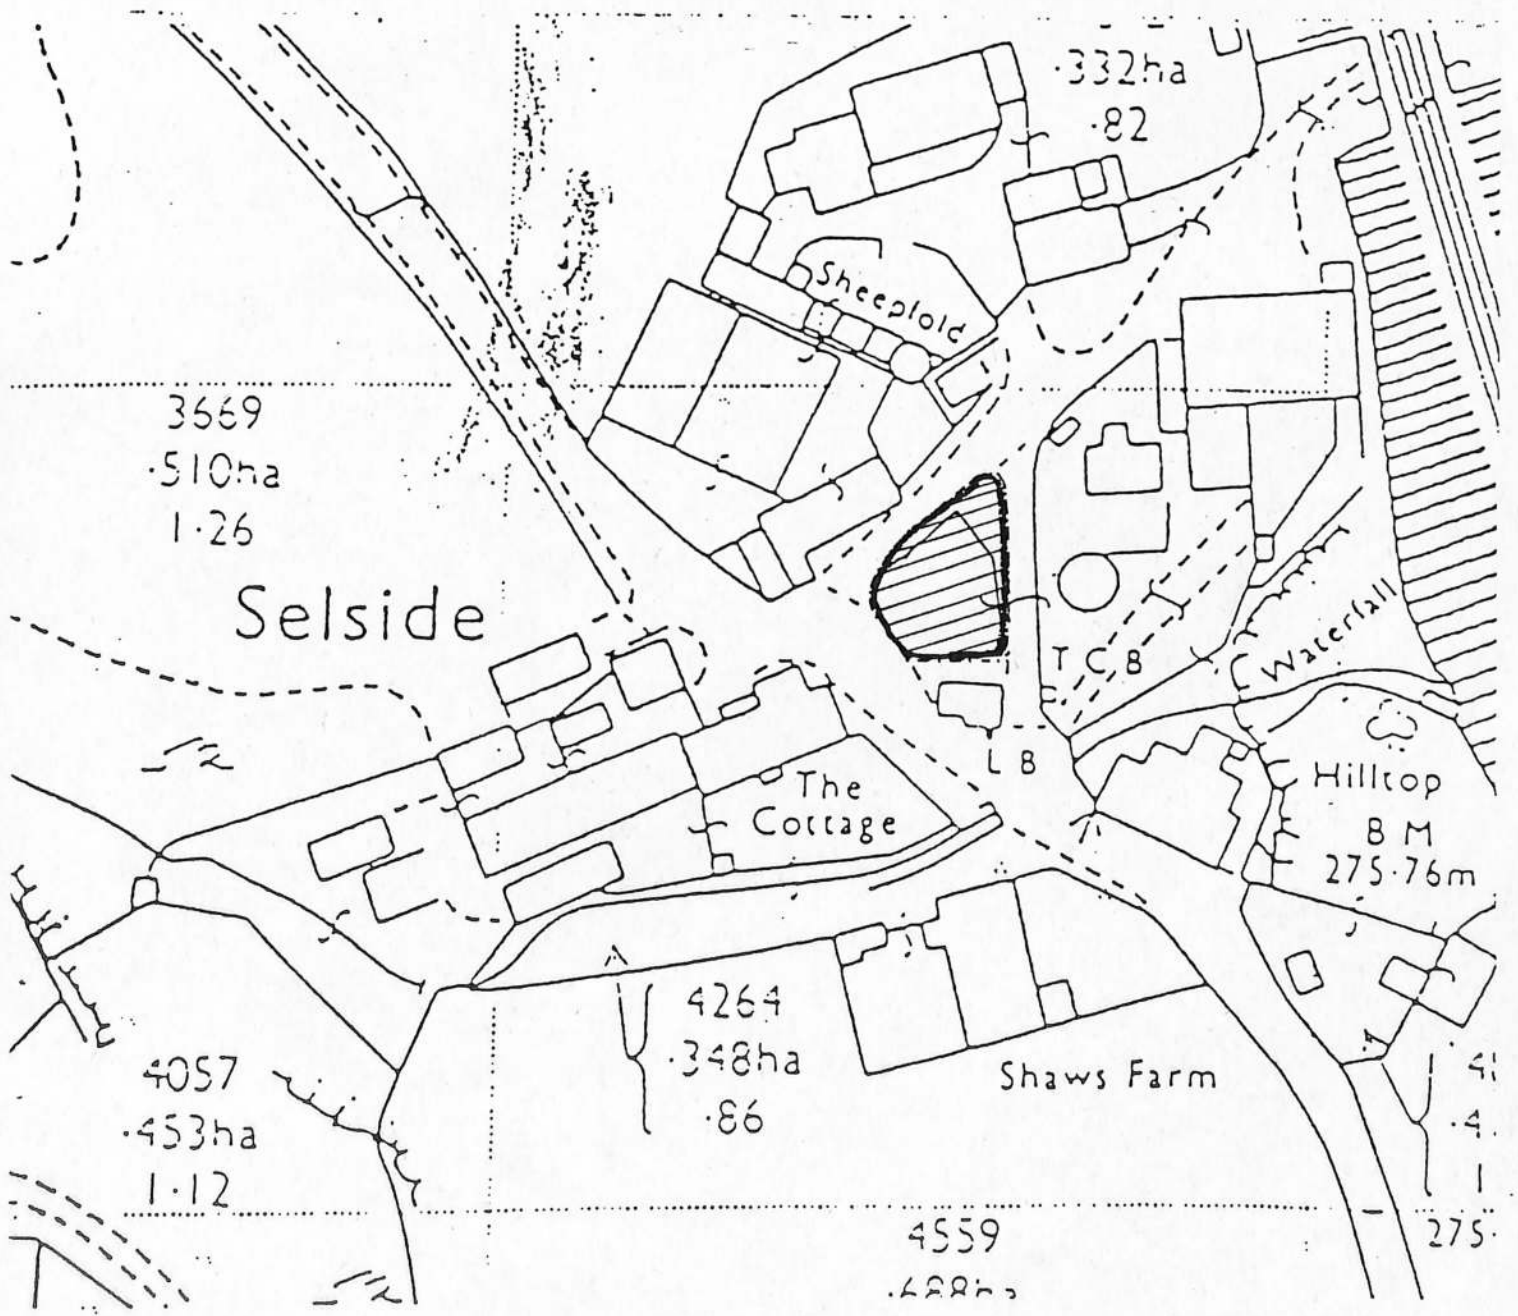 .332ha
.82
Sheepfold
3669
.510ha
1.26
Selside
T C B
Waterfall
L B
The
Cottage
Hilltop
B M
275.76m
4264
.348ha
.86
Shaws Farm
4057
.453ha
1.12
4559
275.